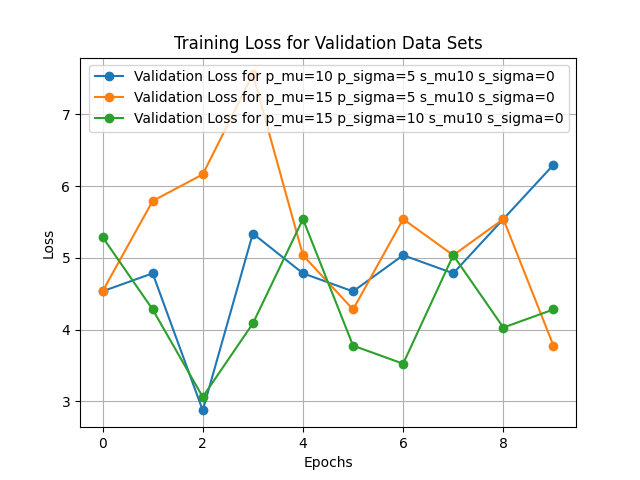 Training Loss for Validation Data Sets
Validation Loss for p_mu=10 p_sigma=5 s_mu10 s_sigma=0
Validation Loss for p_mu=15 p_sigma=5 s_mu10 s_sigma=0
Validation Loss for p_mu=15 p_sigma=10 s_mu10 s_sigma=0
7
6
5
4
3
Loss
0 2 4 6 8
Epochs